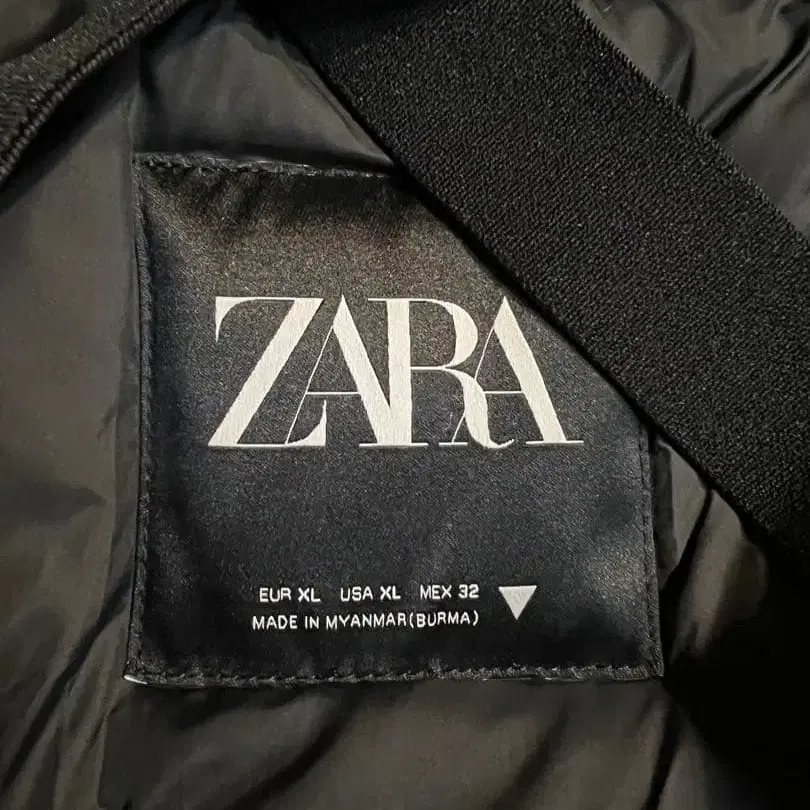 ZARA
EUR XL USA XL MEX 32
MADE IN MYANMAR(BURMA)